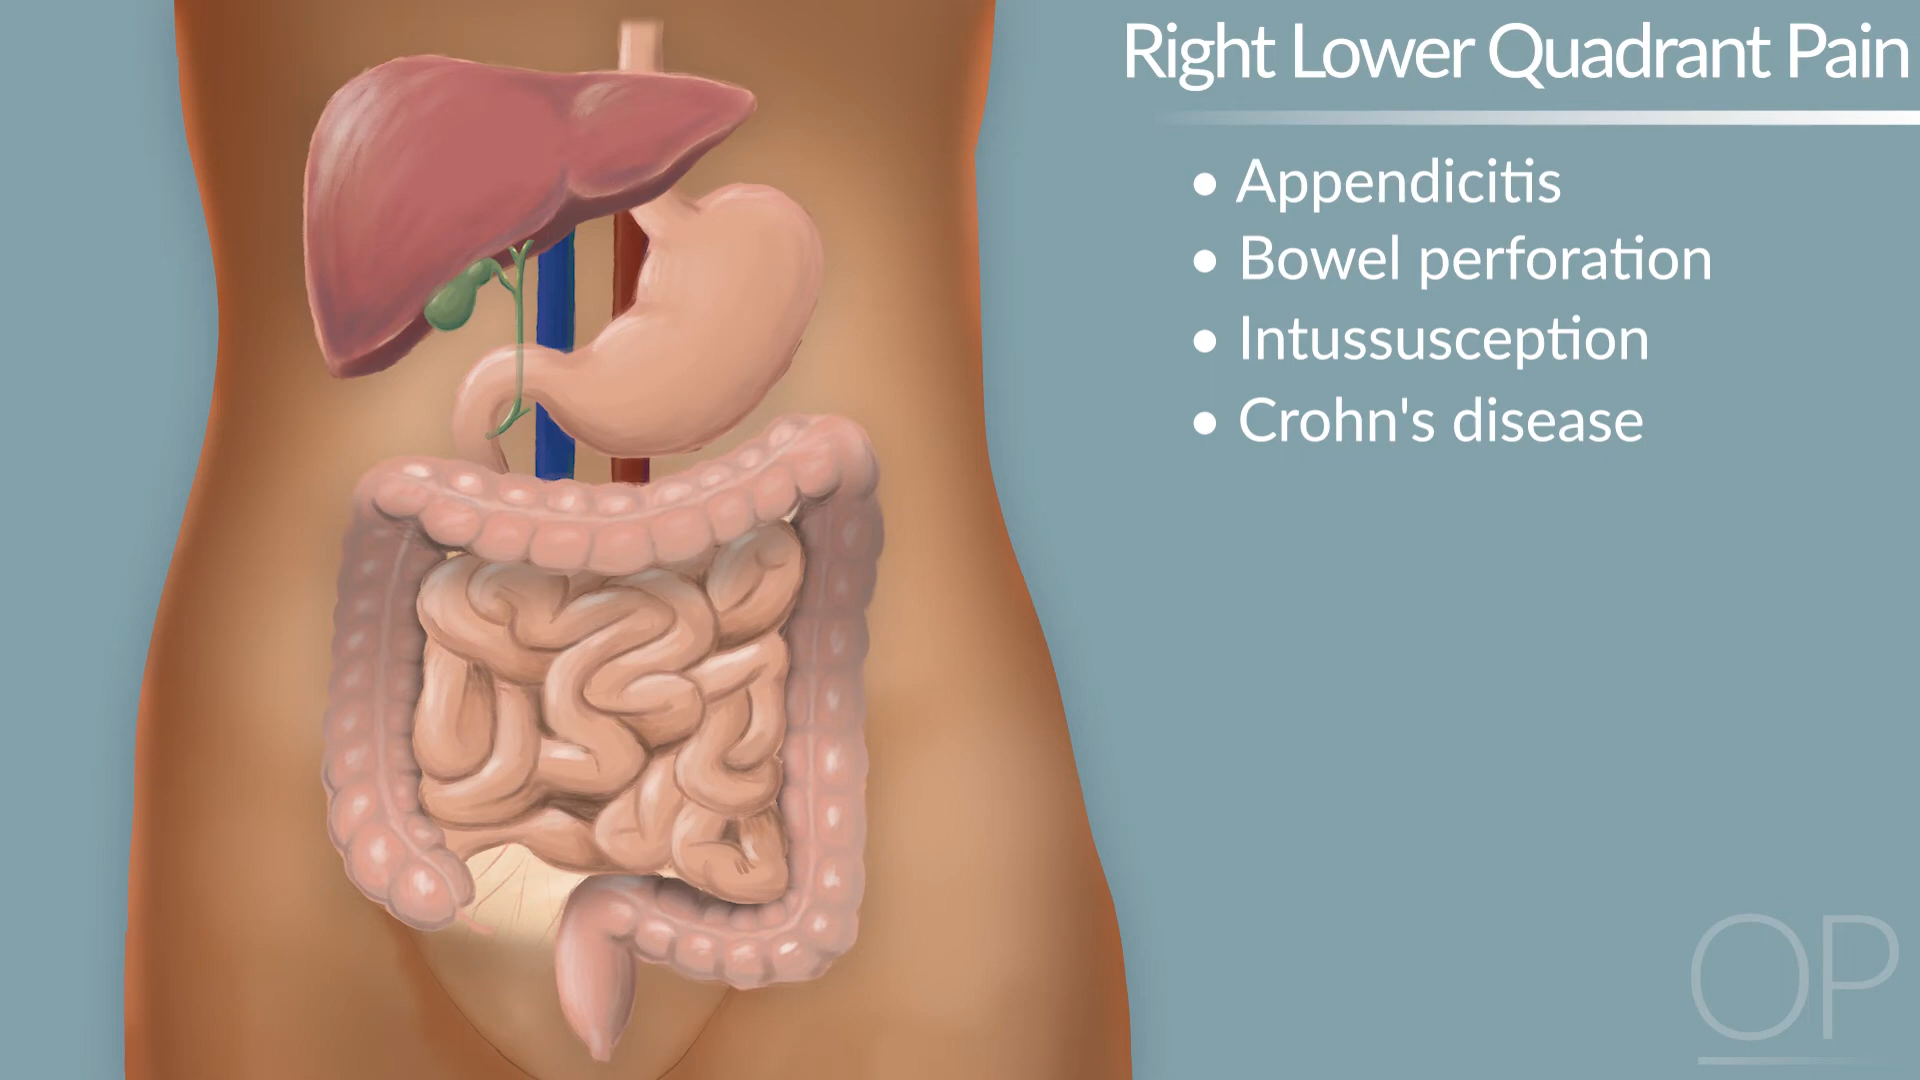 Right Lower Quadrant Pain
• Appendicitis
• Bowel perforation
• Intussusception
• Crohn's disease
OP